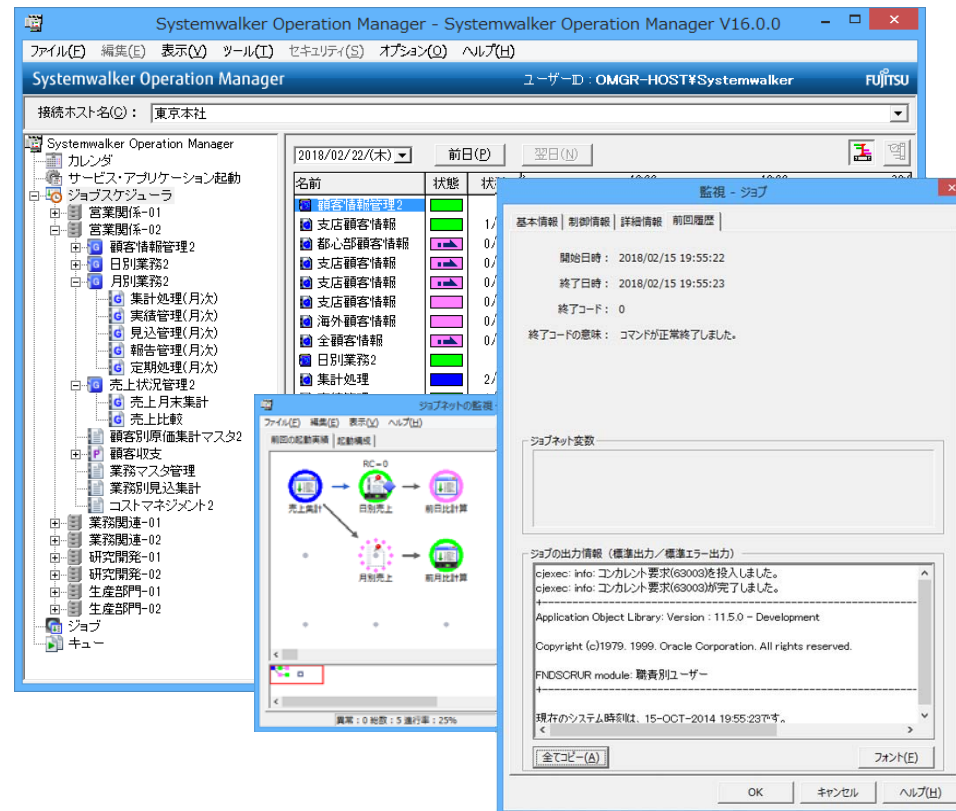 Systemwalker Operation Manager - Systemwalker Operation Manager V16.0.0
ファイル(F) 編集(E) 表示(V) ツール(T) セキュリティ(S) オプション(O) ヘルプ(H)
Systemwalker Operation Manager ユーザーID：OMGR-HOST¥Systemwalker FUJITSU
接続ホスト名(C)： 東京本社
Systemwalker Operation Manager
カレンダ
サービス・アプリケーション起動
ジョブスケジューラ
営業関係-01
営業関係-02
顧客情報管理2
日別業務2
月別業務2
集計処理(月次)
実績管理(月次)
見込管理(月次)
報告管理(月次)
定期処理(月次)
売上状況管理2
売上月末集計
売上比較
顧客別原価集計マスタ2
顧客収支
業務マスタ管理
業務別見込集計
コストマネジメント2
業務関連-01
業務関連-02
研究開発-01
研究開発-02
生産部門-01
生産部門-02
ジョブ
キュー
2018/02/22/(木) 前日(P) 翌日(N)
名前 状態
顧客情報管理2
支店顧客情報 1/
都心部顧客情報 0/
支店顧客情報 0/
支店顧客情報 0/
支店顧客情報 0/
海外顧客情報 0/
全顧客情報 0/
日別業務2
集計処理 2/
ジョブネットの監視 -
ファイル(F) 編集(E) 表示(V) ヘルプ(H)
前回の起動実績 起動構成
RC=0
売上集計 日別売上 前日比計算
月別売上 前月比計算
異常：0 総数：5 進行率：25%
監視 - ジョブ
基本情報 制御情報 詳細情報 前回履歴
開始日時： 2018/02/15 19:55:22
終了日時： 2018/02/15 19:55:23
終了コード： 0
終了コードの意味： コマンドが正常終了しました。
ジョブネット変数
ジョブの出力情報（標準出力／標準エラー出力）
cjexec: info: コンカレント要求(63003)を投入しました。
cjexec: info: コンカレント要求(63003)が完了しました。
+---------------------------------------------------------------------------
Application Object Library: Version : 11.5.0 - Development
Copyright (c)1979, 1999, Oracle Corporation. All rights reserved.
FNDSCRUR module: 職責別ユーザー
+---------------------------------------------------------------------------
現在のシステム時刻は、15-OCT-2014 19:55:23です。
全てコピー(A) フォント(F)
OK キャンセル ヘルプ(H)